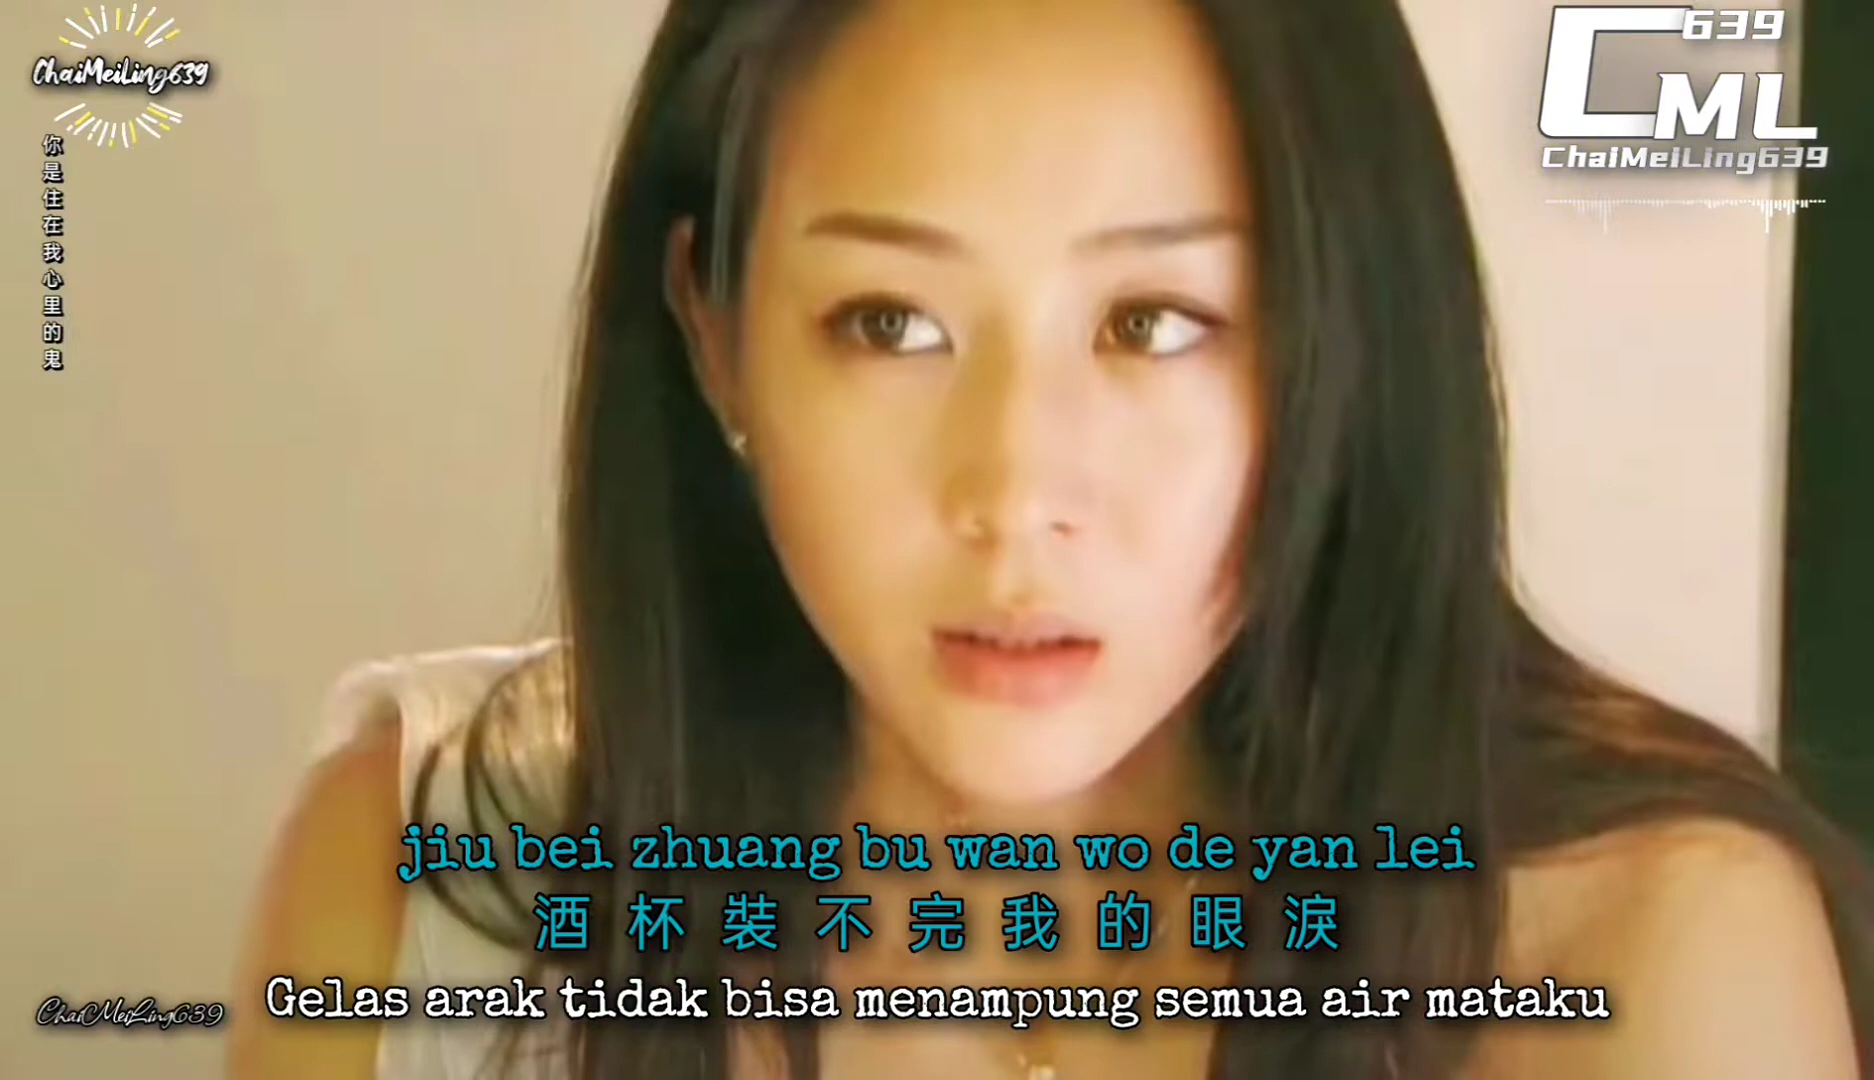 ChaiMeiLing639
你是住在我心里的鬼
639
CML
ChaiMeiLing639
jiu bei zhuang bu wan wo de yan lei
酒 杯 裝 不 完 我 的 眼 淚
Gelas arak tidak bisa menampung semua air mataku
ChaiMeiLing639